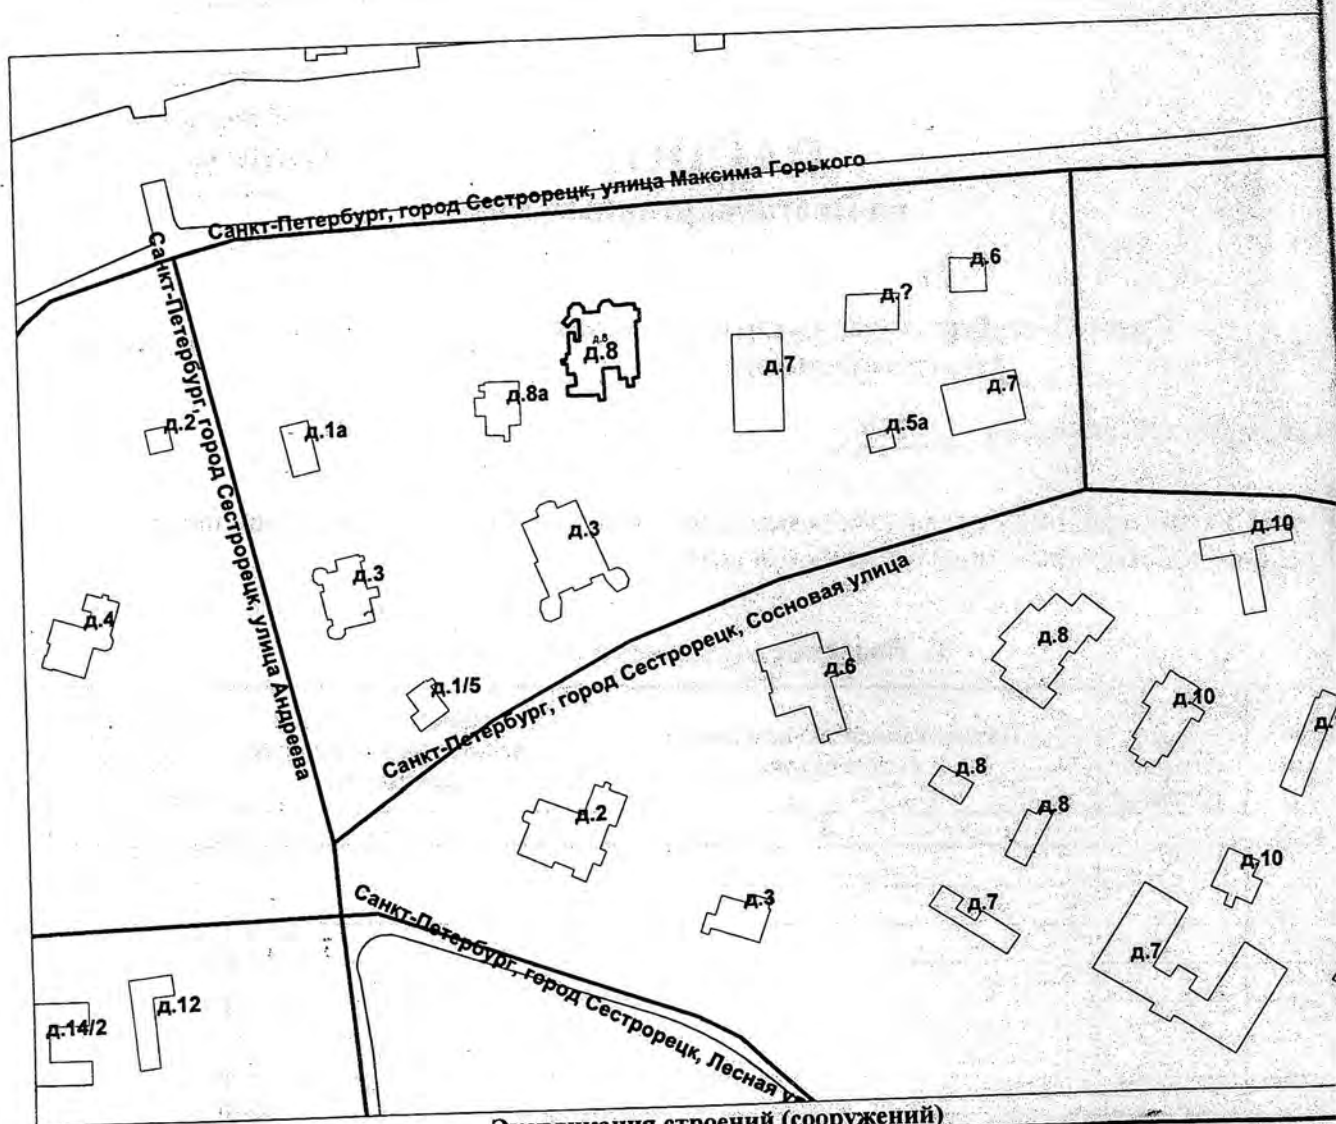 Санкт-Петербург, город Сестрорецк, улица Максима Горького
Санкт-Петербург, город Сестрорецк, улица Андреева
д.6
д.?
д.8
д.8
д.7
д.7
д.8а
д.2
д.1а
д.5а
д.3
д.10
д.3
д.4
Санкт-Петербург, город Сестрорецк, Сосновая улица
д.8
д.6
д.1/5
д.10
д.8
д.8
д.2
д.10
д.3
д.7
д.7
Санкт-Петербург, город Сестрорецк, Лесная
д.12
д.14/2
строений (сооружений)